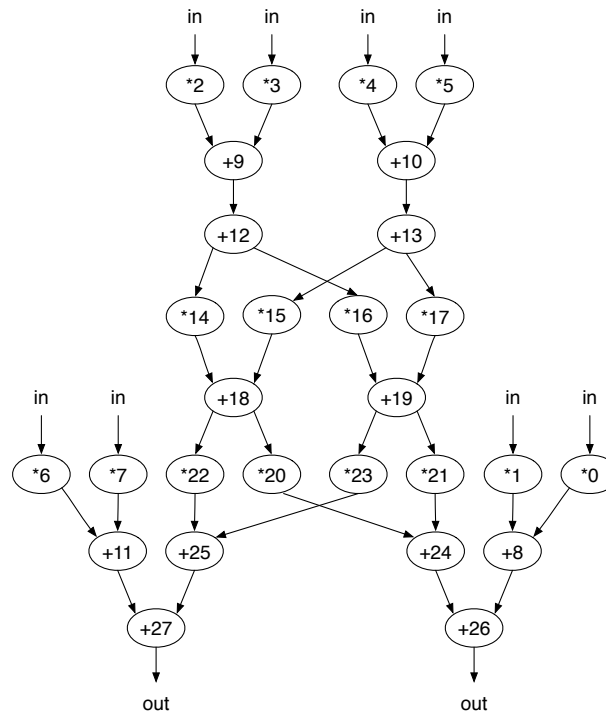 in in in in
*2 *3 *4 *5
+9 +10
+12 +13
*14 *15 *16 *17
+18 +19
in in in in
*6 *7 *22 *20 *23 *21 *1 *0
+11 +25 +24 +8
+27 +26
out out